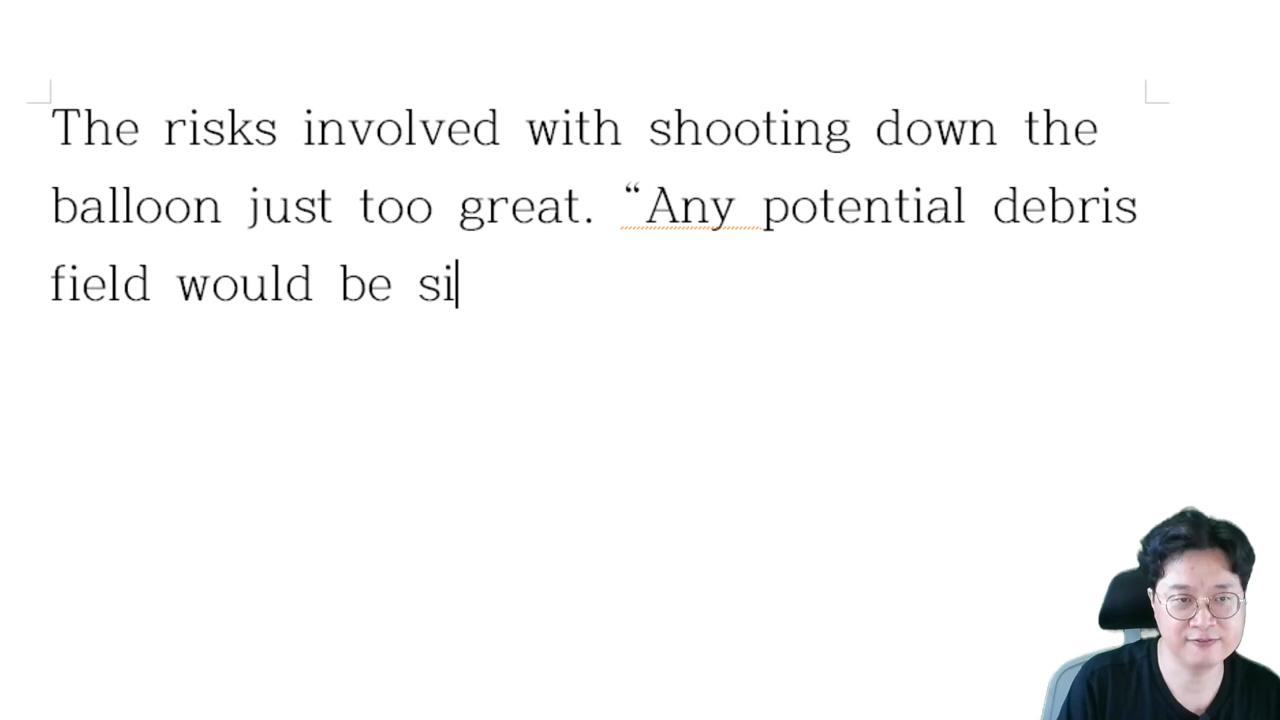 The risks involved with shooting down the
balloon just too great. “Any potential debris
field would be si